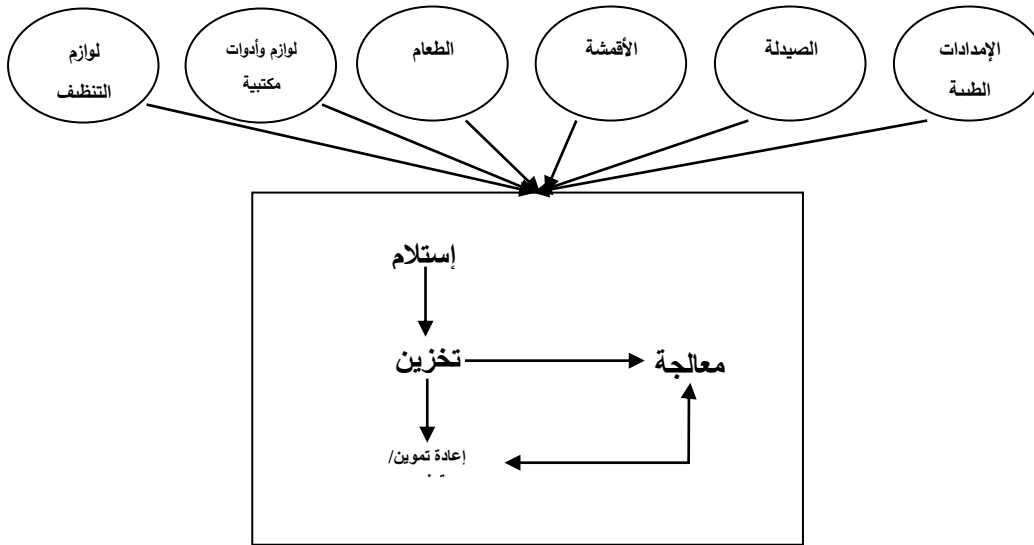 الإمدادات
الطبية
الصيدلة
الأقمشة
الطعام
لوازم وأدوات
مكتبية
لوازم
التنظيف
إستلام
تخزين
معالجة
إعادة تموين/